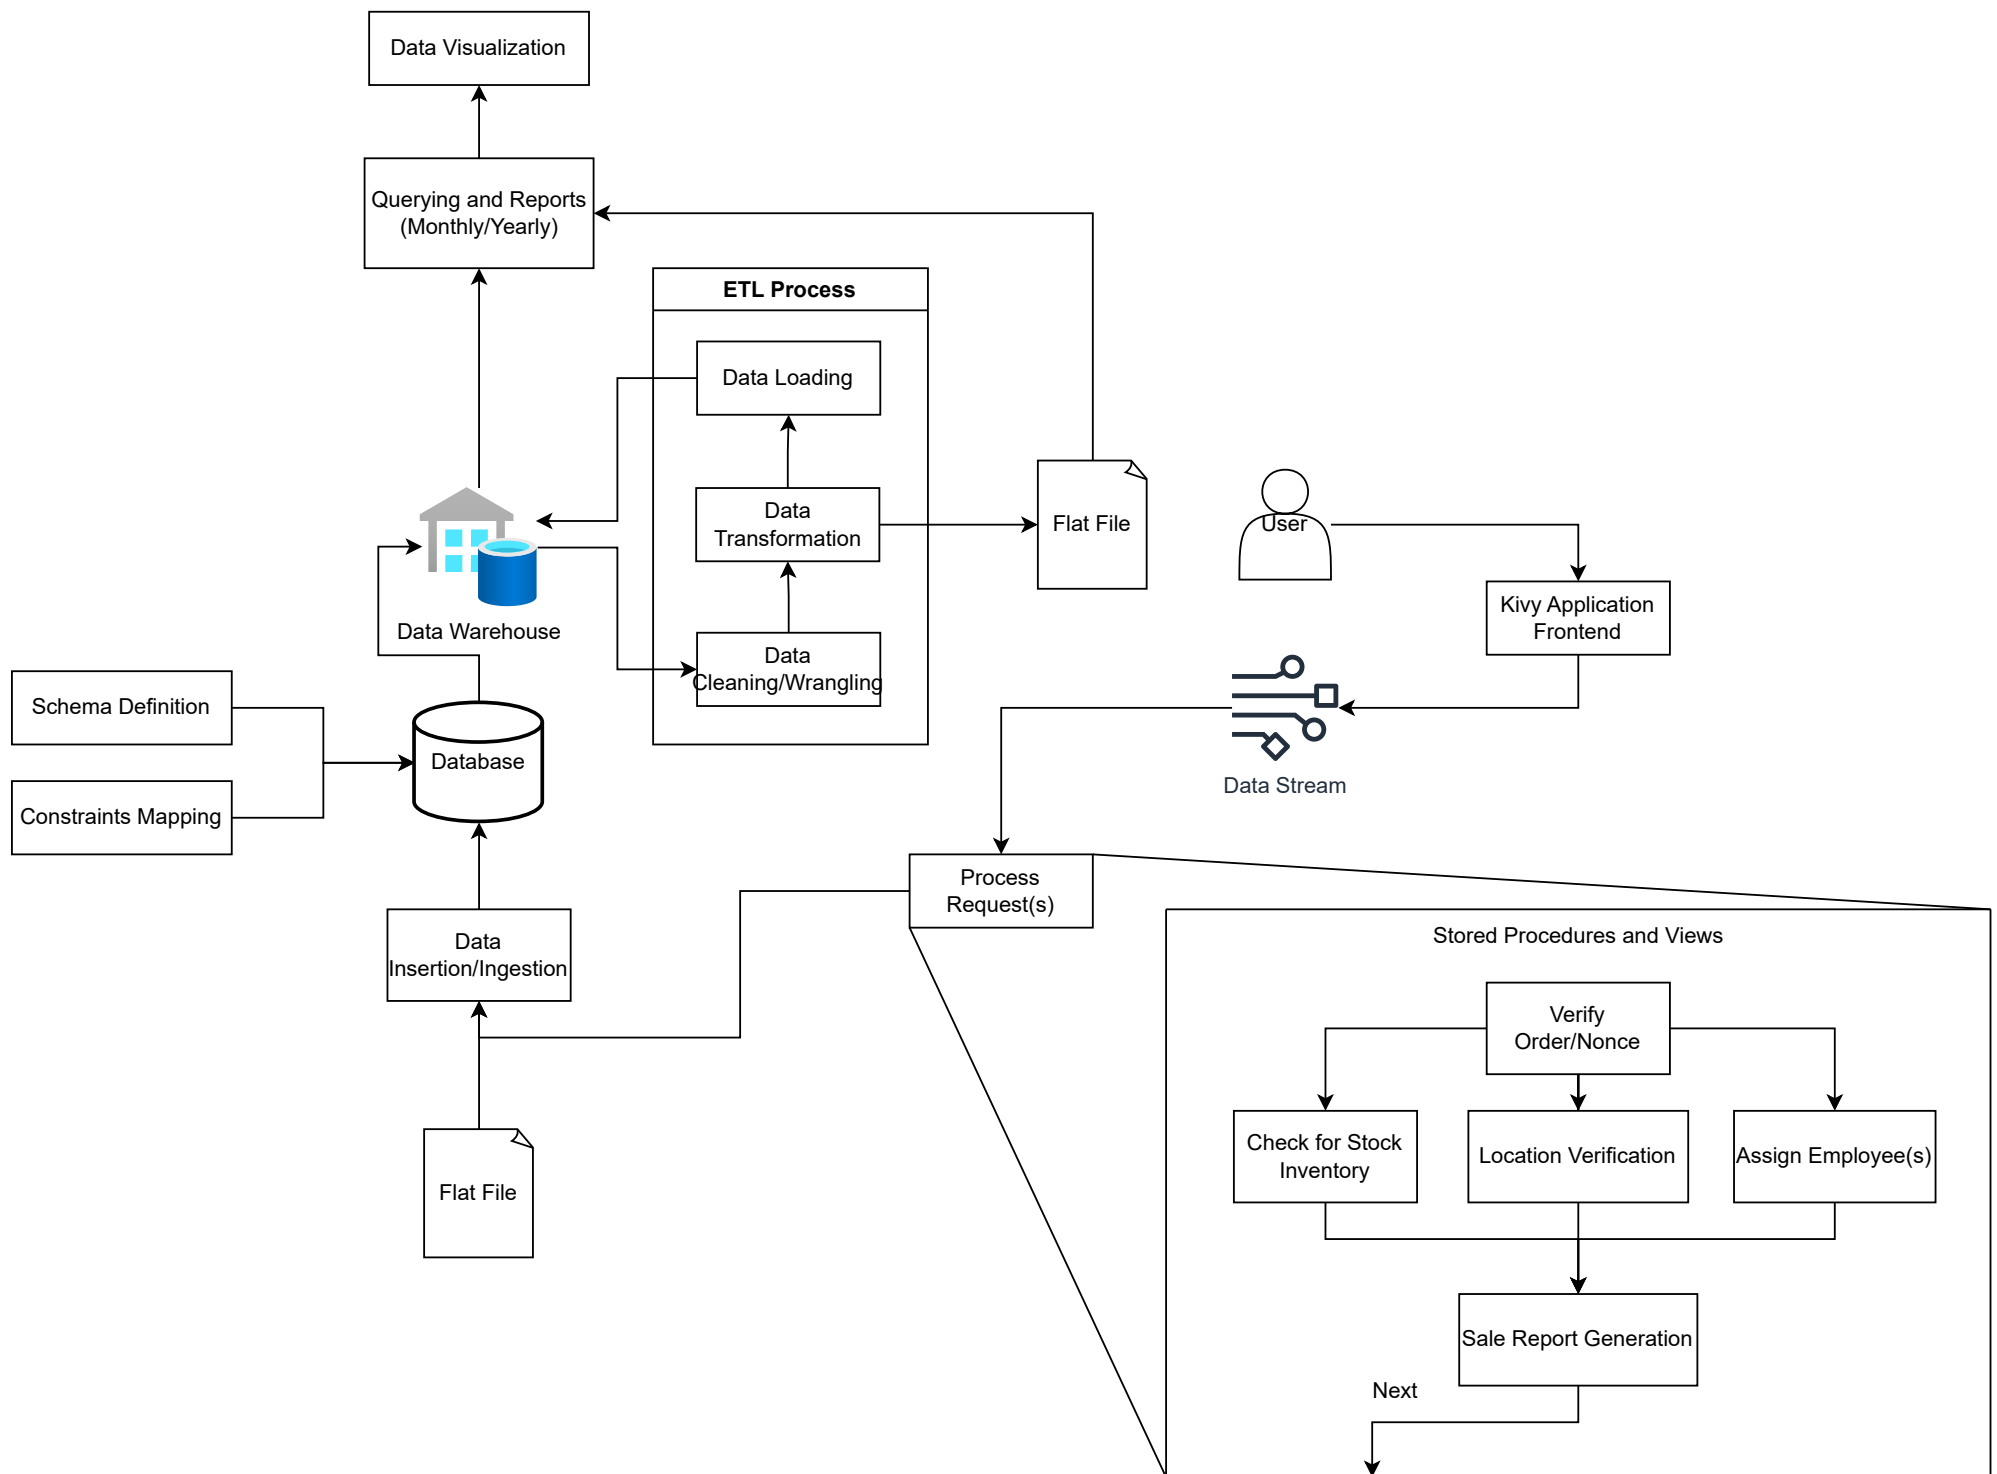 Data Visualization
Querying and Reports
(Monthly/Yearly)
ETL Process
Data Loading
Data
Transformation
Flat File
User
Kivy Application
Frontend
Data Warehouse
Data
Cleaning/Wrangling
Schema Definition
Database
Data Stream
Constraints Mapping
Process
Request(s)
Data
Insertion/Ingestion
Stored Procedures and Views
Verify
Order/Nonce
Check for Stock
Inventory
Location Verification
Assign Employee(s)
Flat File
Sale Report Generation
Next